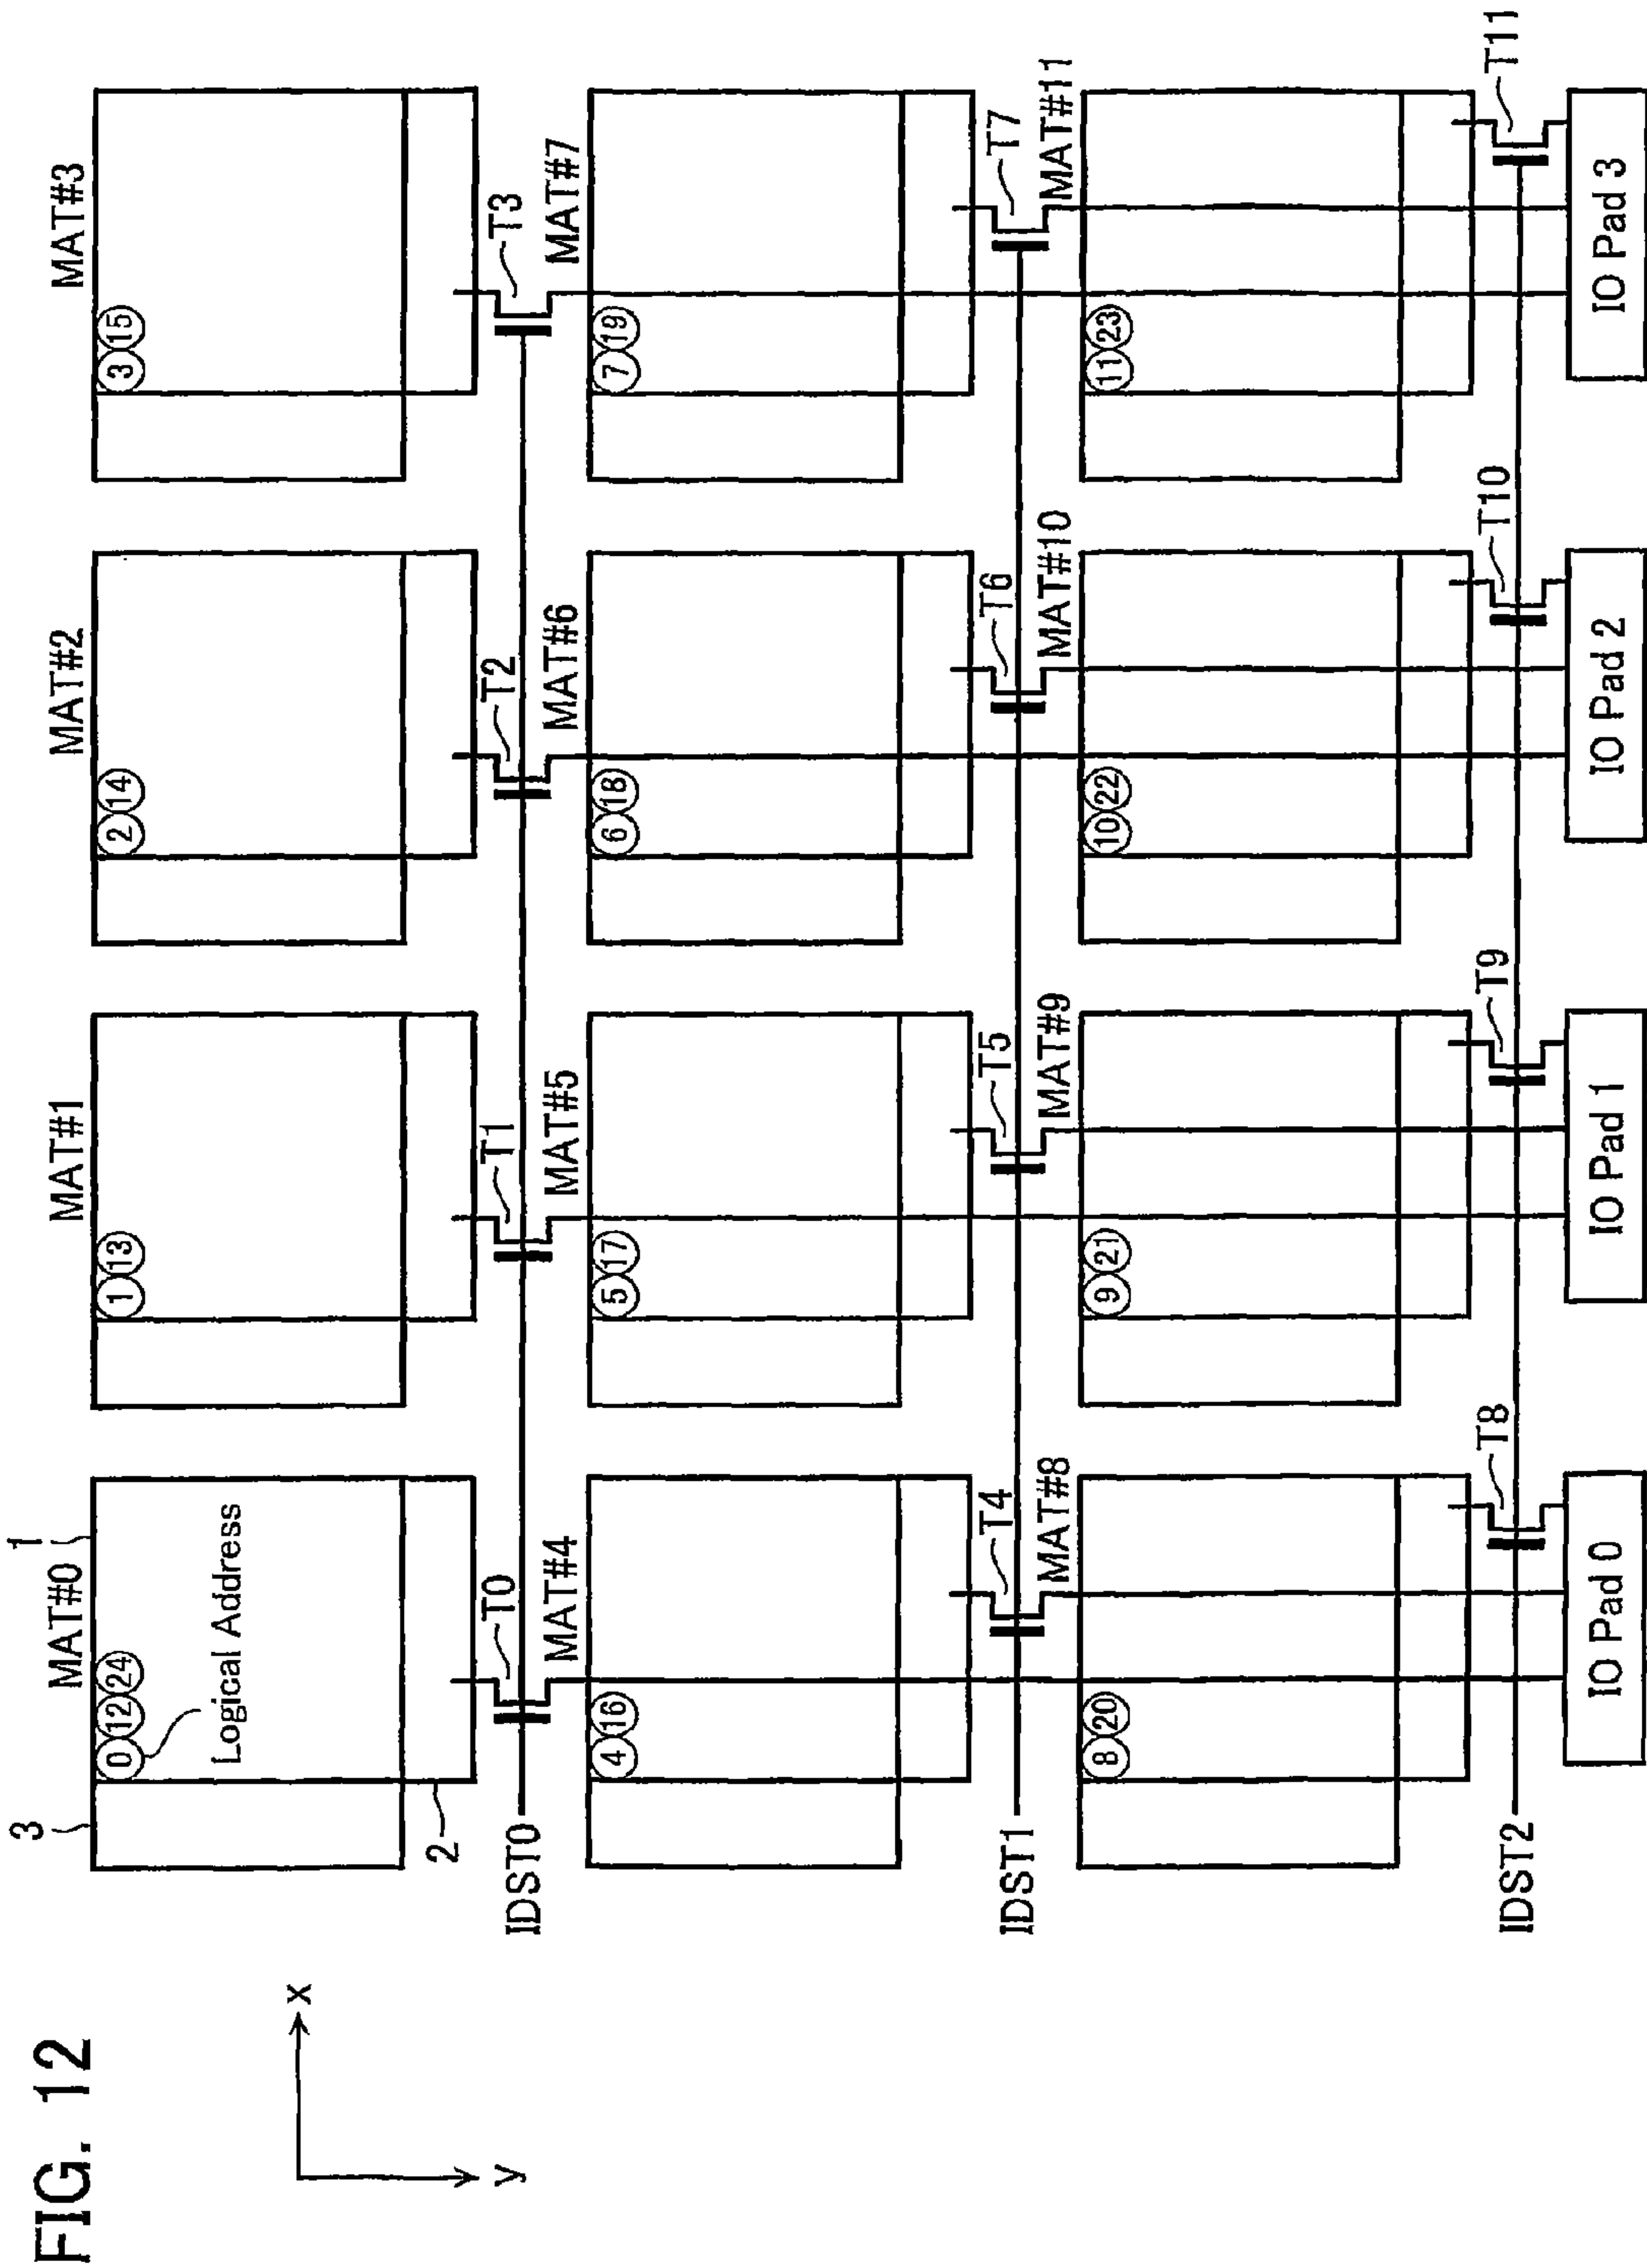 FIG. 12
x
y
3
1
MAT#0
MAT#1
MAT#2
MAT#3
0 12 24
1 13
2 14
3 15
Logical Address
2
T0
T1
T2
T3
IDST0
MAT#4
MAT#5
MAT#6
MAT#7
4 16
5 17
6 18
7 19
T4
T5
T6
T7
IDST1
MAT#8
MAT#9
MAT#10
MAT#11
8 20
9 21
10 22
11 23
T8
T9
T10
T11
IDST2
IO Pad 0
IO Pad 1
IO Pad 2
IO Pad 3